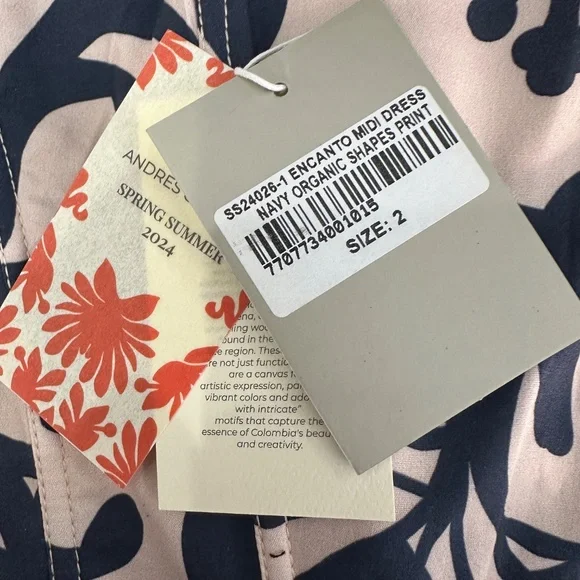 ANDRES
SPRING SUMMER
2024
SS24026-1 ENCANTO MIDI DRESS
NAVY ORGANIC SHAPES PRINT
7707734001015
SIZE: 2
in the
region. These
not just
are a canvas
artistic expression,
vibrant colors and
with intricate"
motifs that capture the
essence of Colombia's
and creativity.